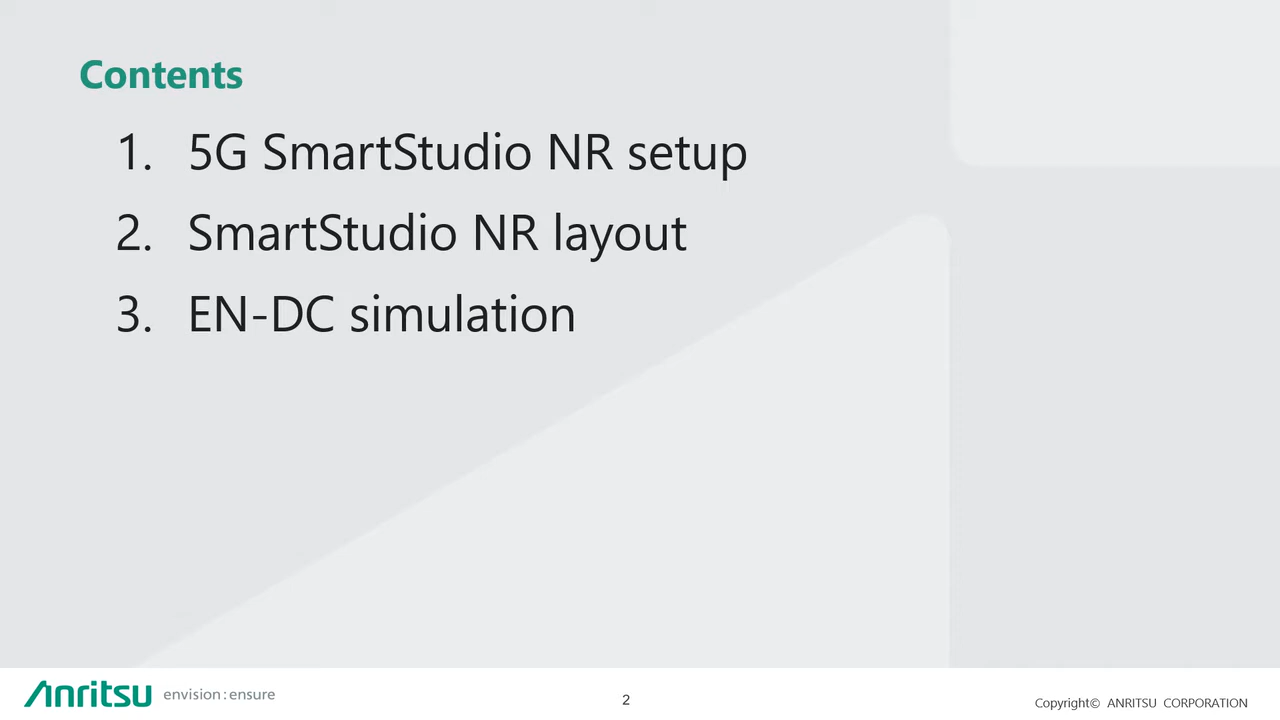 Contents
1. 5G SmartStudio NR setup
2. SmartStudio NR layout
3. EN-DC simulation
Anritsu envision : ensure
2
Copyright© ANRITSU CORPORATION